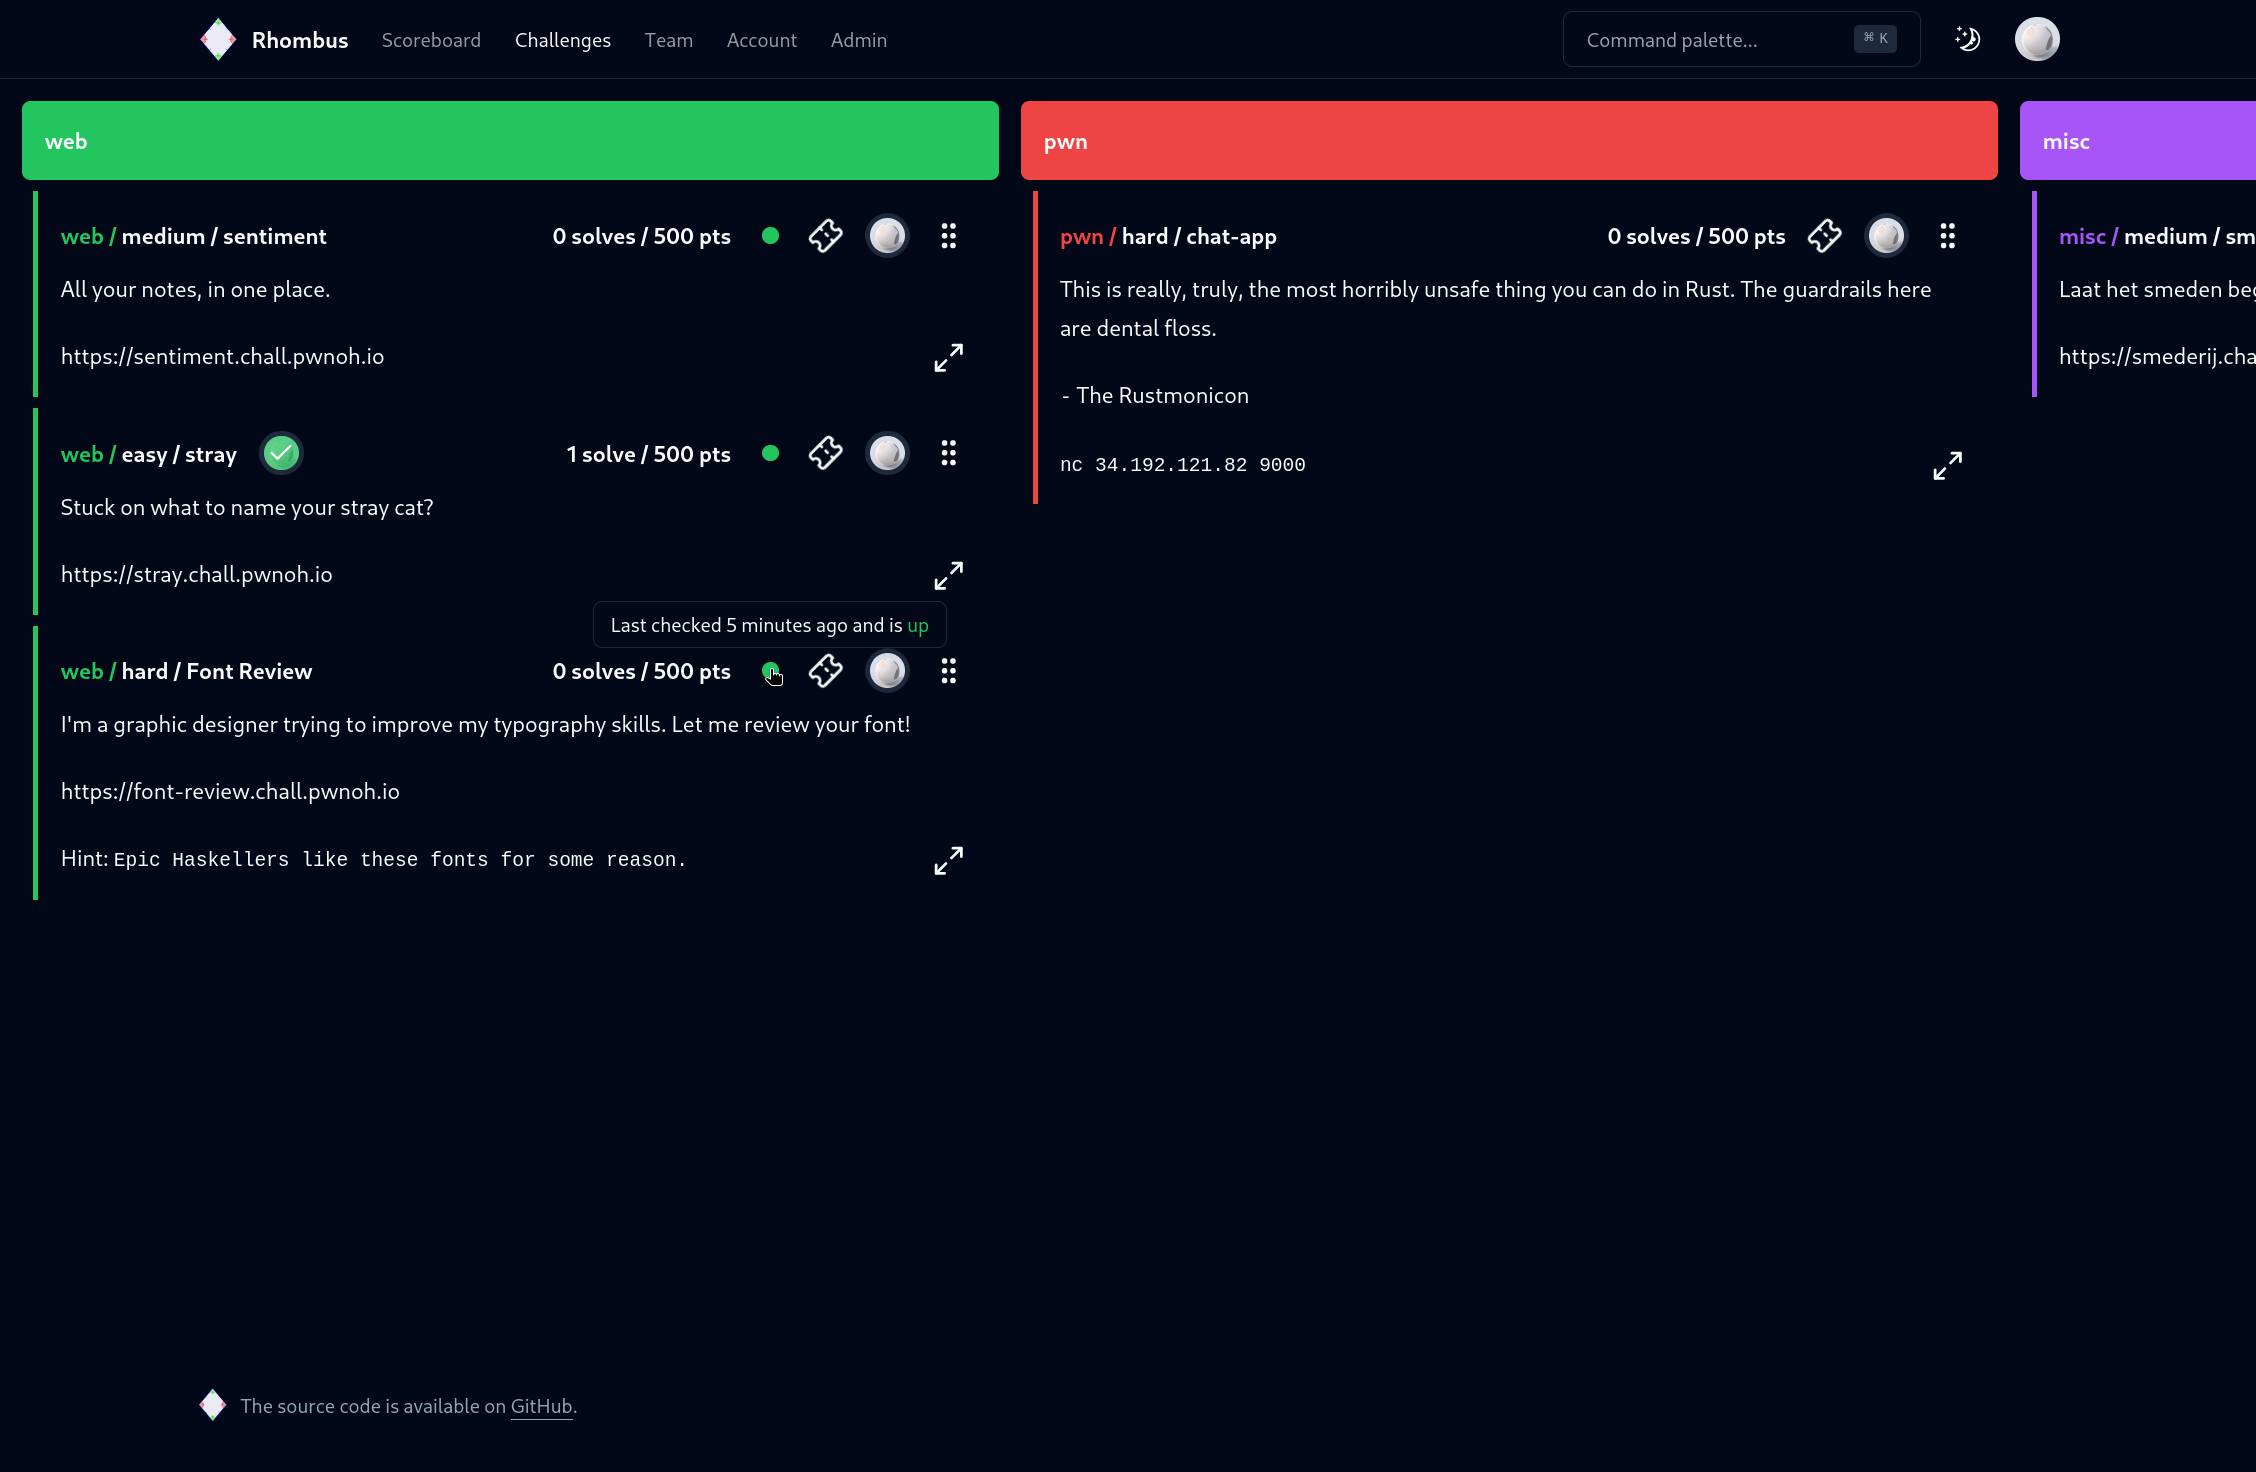 Rhombus Scoreboard Challenges Team Account Admin Command palette... ⌘ K
web
web / medium / sentiment 0 solves / 500 pts
All your notes, in one place.
https://sentiment.chall.pwnoh.io
web / easy / stray 1 solve / 500 pts
Stuck on what to name your stray cat?
https://stray.chall.pwnoh.io
Last checked 5 minutes ago and is up
web / hard / Font Review 0 solves / 500 pts
I'm a graphic designer trying to improve my typography skills. Let me review your font!
https://font-review.chall.pwnoh.io
Hint: Epic Haskellers like these fonts for some reason.
pwn
pwn / hard / chat-app 0 solves / 500 pts
This is really, truly, the most horribly unsafe thing you can do in Rust. The guardrails here
are dental floss.
- The Rustmonicon
nc 34.192.121.82 9000
misc
misc / medium / sm
Laat het smeden
https://smederij.cha
The source code is available on GitHub.